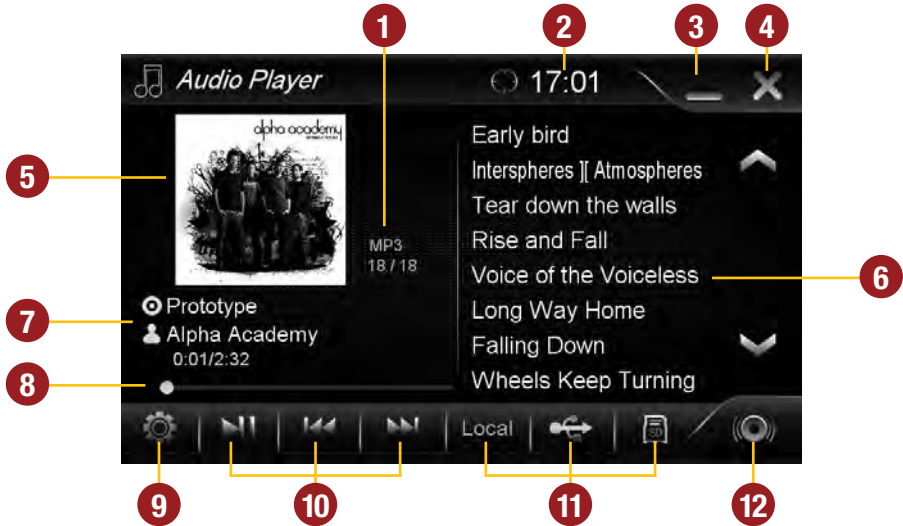 1
2
3
4
Audio Player
17:01
alpha academy
5
MP3
18 / 18
Early bird
Interspheres ][ Atmospheres
Tear down the walls
Rise and Fall
Voice of the Voiceless
Long Way Home
Falling Down
Wheels Keep Turning
6
7
Prototype
Alpha Academy
0:01/2:32
8
Local
SD
9
10
11
12